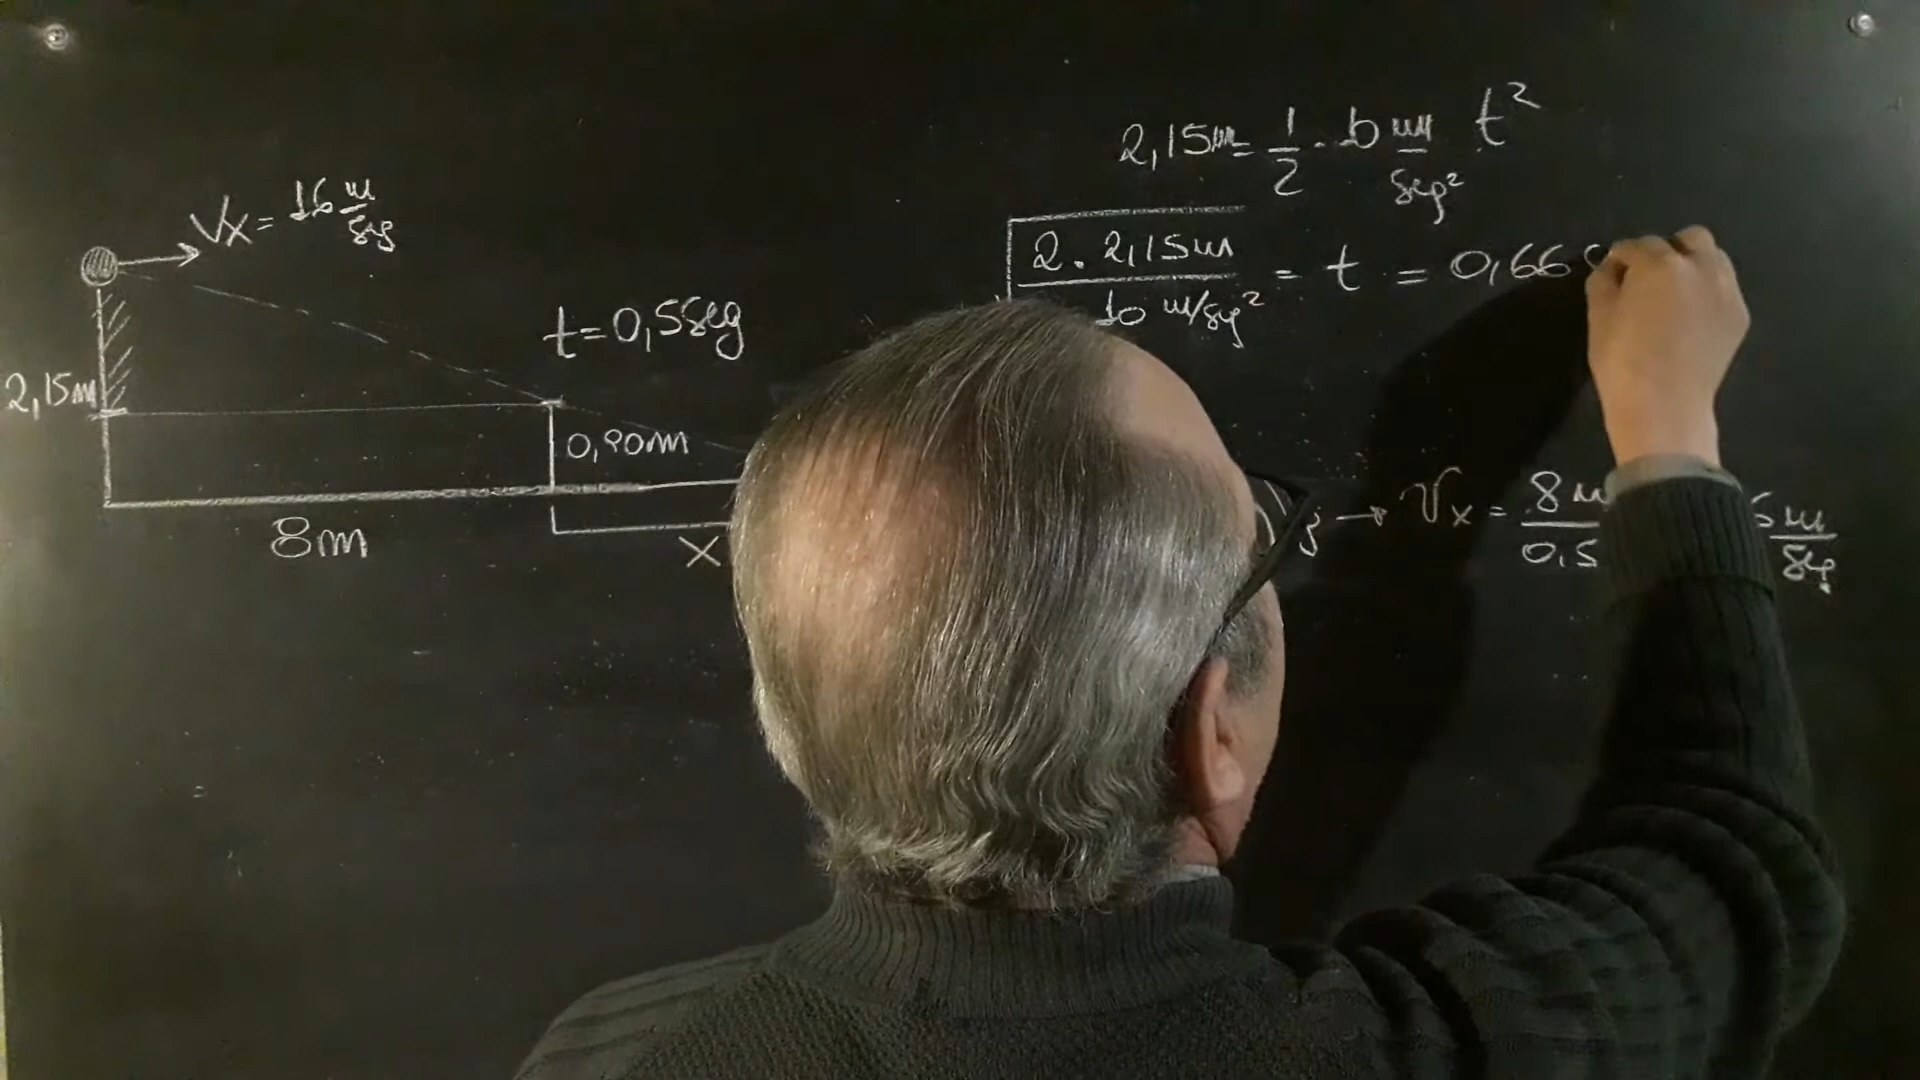 Vx = 16 m/seg
2,15m
t=0,5seg
0,90m
8m
X
2,15m = 1/2 . 10 m/seg² t²
√ 2 . 2,15m / 10 m/seg² = t = 0,66
Vx = 8m / 0,5
m/seg